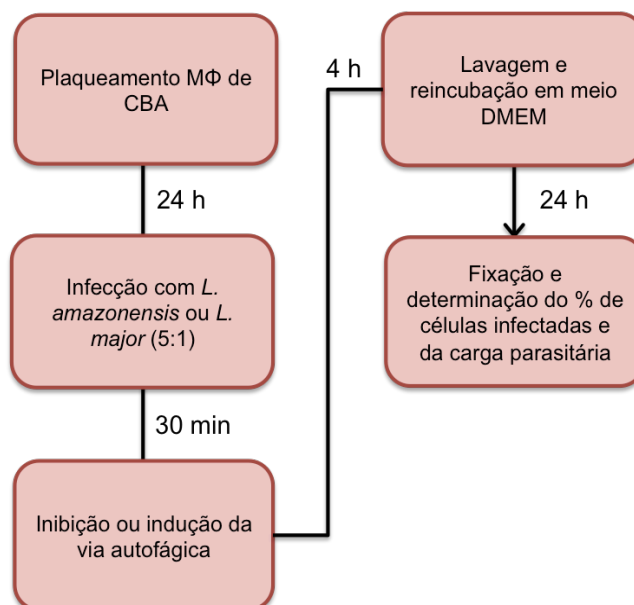 Plaqueamento MΦ de
CBA
24 h
Infecção com L.
amazonensis ou L.
major (5:1)
30 min
Inibição ou indução da
via autofágica
4 h
Lavagem e
reincubação em meio
DMEM
24 h
Fixação e
determinação do % de
células infectadas e
da carga parasitária